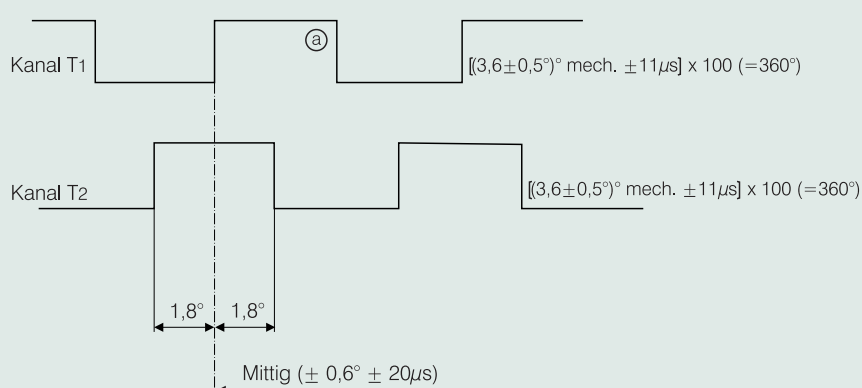 ⓐ
Kanal T1
[(3,6±0,5°)° mech. ±11µs] x 100 (=360°)
Kanal T2
[(3,6±0,5°)° mech. ±11µs] x 100 (=360°)
1,8° 1,8°
Mittig (± 0,6° ± 20µs)